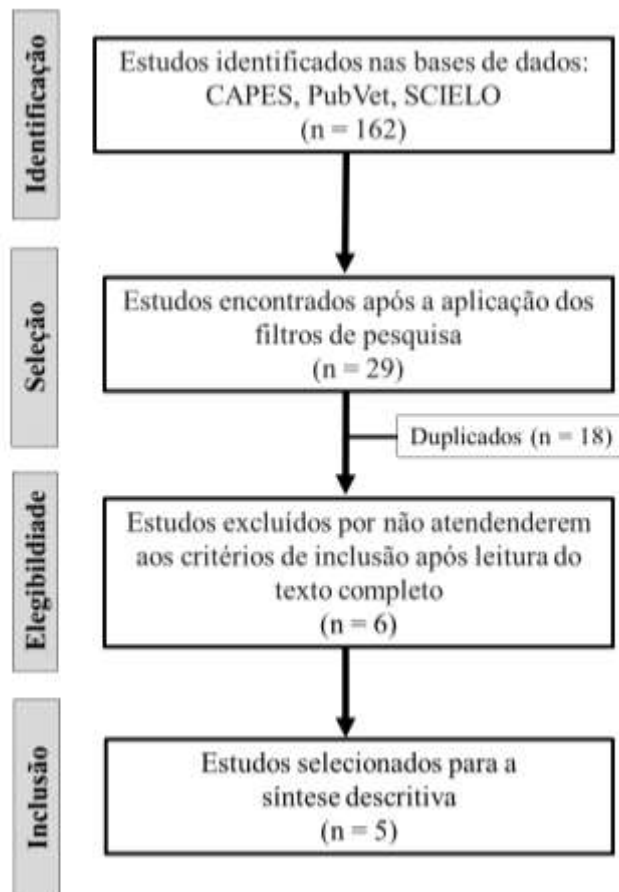 Identificação
Estudos identificados nas bases de dados:
CAPES, PubVet, SCIELO
(n = 162)
Seleção
Estudos encontrados após a aplicação dos
filtros de pesquisa
(n = 29)
Duplicados (n = 18)
Elegibildiade
Estudos excluídos por não atendenderem
aos critérios de inclusão após leitura do
texto completo
(n = 6)
Inclusão
Estudos selecionados para a
síntese descritiva
(n = 5)